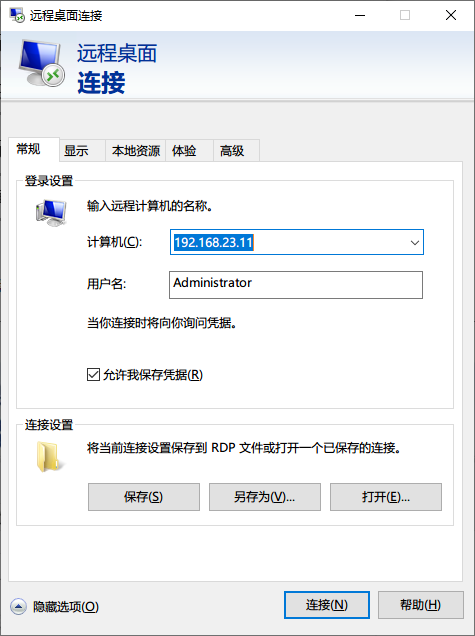 远程桌面连接
远程桌面
连接
常规 显示 本地资源 体验 高级
登录设置
输入远程计算机的名称。
计算机(C): 192.168.23.11
用户名: Administrator
当你连接时将向你询问凭据。
允许我保存凭据(R)
连接设置
将当前连接设置保存到 RDP 文件或打开一个已保存的连接。
保存(S) 另存为(V)... 打开(E)...
隐藏选项(O) 连接(N) 帮助(H)